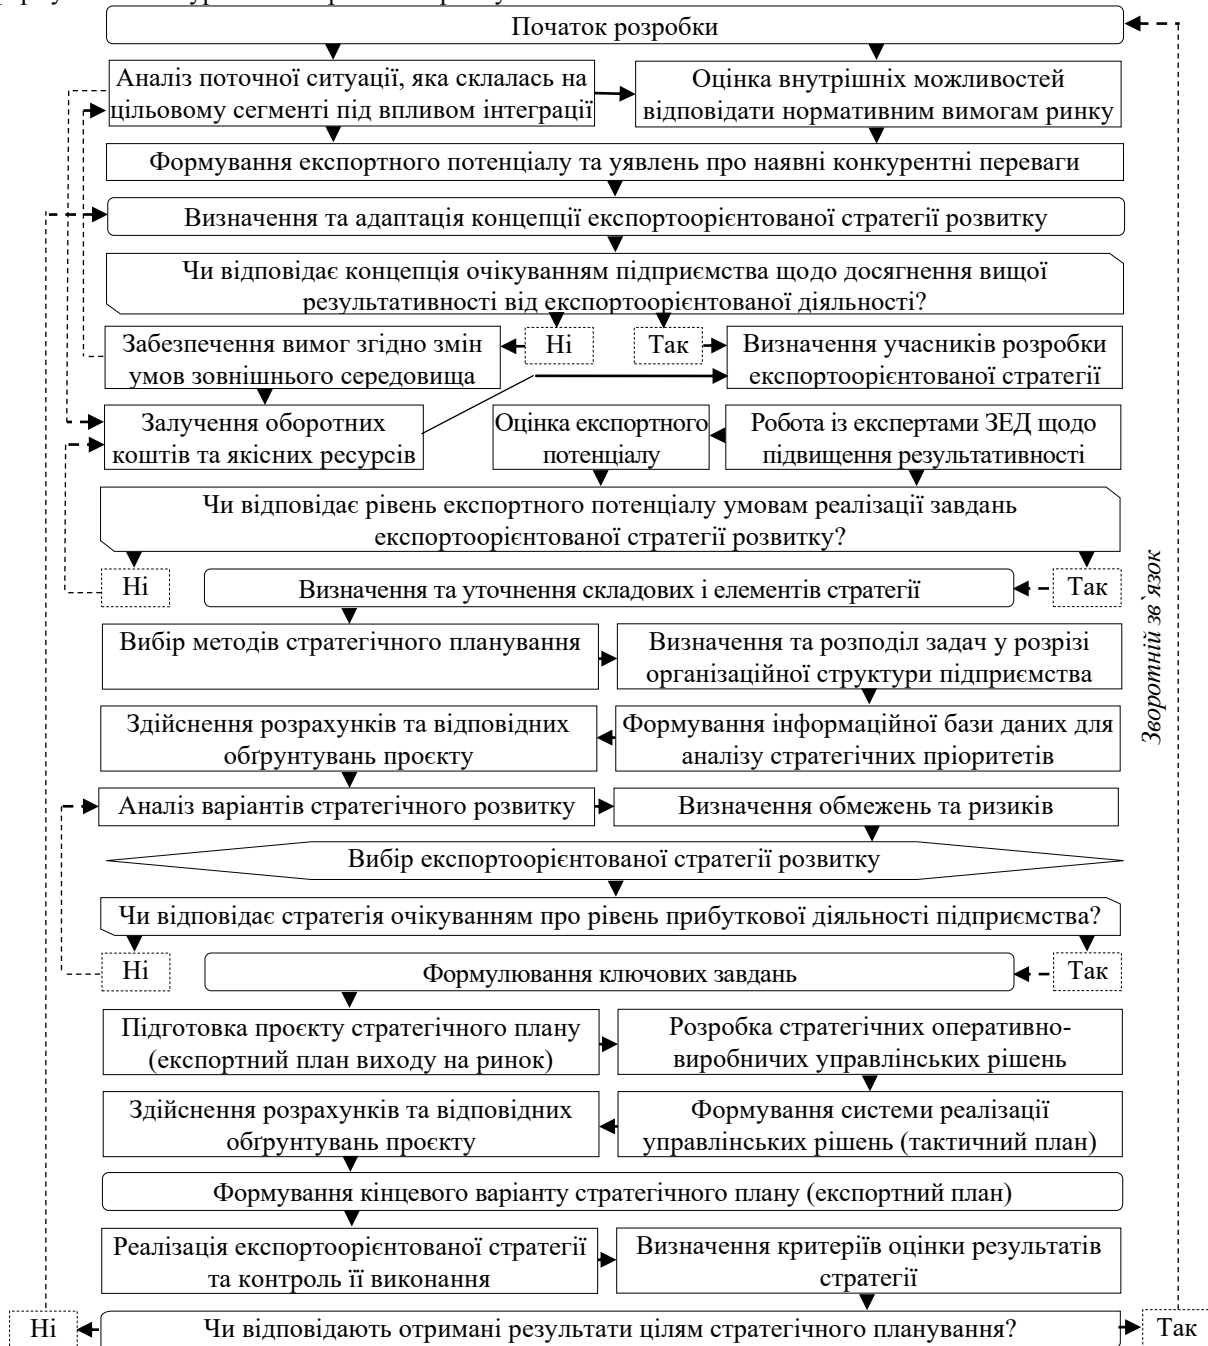 Початок розробки
Аналіз поточної ситуації, яка склалась на
цільовому сегменті під впливом інтеграції
Оцінка внутрішніх можливостей
відповідати нормативним вимогам ринку
Формування експортного потенціалу та уявлень про наявні конкурентні переваги
Визначення та адаптація концепції експортоорієнтованої стратегії розвитку
Чи відповідає концепція очікуванням підприємства щодо досягнення вищої
результативності від експортоорієнтованої діяльності?
Ні
Так
Забезпечення вимог згідно змін
умов зовнішнього середовища
Визначення учасників розробки
експортоорієнтованої стратегії
Залучення оборотних
коштів та якісних ресурсів
Оцінка експортного
потенціалу
Робота із експертами ЗЕД щодо
підвищення результативності
Чи відповідає рівень експортного потенціалу умовам реалізації завдань
експортоорієнтованої стратегії розвитку?
Ні
Визначення та уточнення складових і елементів стратегії
Так
Вибір методів стратегічного планування
Визначення та розподіл задач у розрізі
організаційної структури підприємства
Здійснення розрахунків та відповідних
обґрунтувань проєкту
Формування інформаційної бази даних для
аналізу стратегічних пріоритетів
Аналіз варіантів стратегічного розвитку
Визначення обмежень та ризиків
Вибір експортоорієнтованої стратегії розвитку
Чи відповідає стратегія очікуванням про рівень прибуткової діяльності підприємства?
Ні
Формулювання ключових завдань
Так
Підготовка проєкту стратегічного плану
(експортний план виходу на ринок)
Розробка стратегічних оперативно-
виробничих управлінських рішень
Здійснення розрахунків та відповідних
обґрунтувань проєкту
Формування системи реалізації
управлінських рішень (тактичний план)
Формування кінцевого варіанту стратегічного плану (експортний план)
Реалізація експортоорієнтованої стратегії
та контроль її виконання
Визначення критеріїв оцінки результатів
стратегії
Ні
Чи відповідають отримані результати цілям стратегічного планування?
Так
Зворотній зв`язок